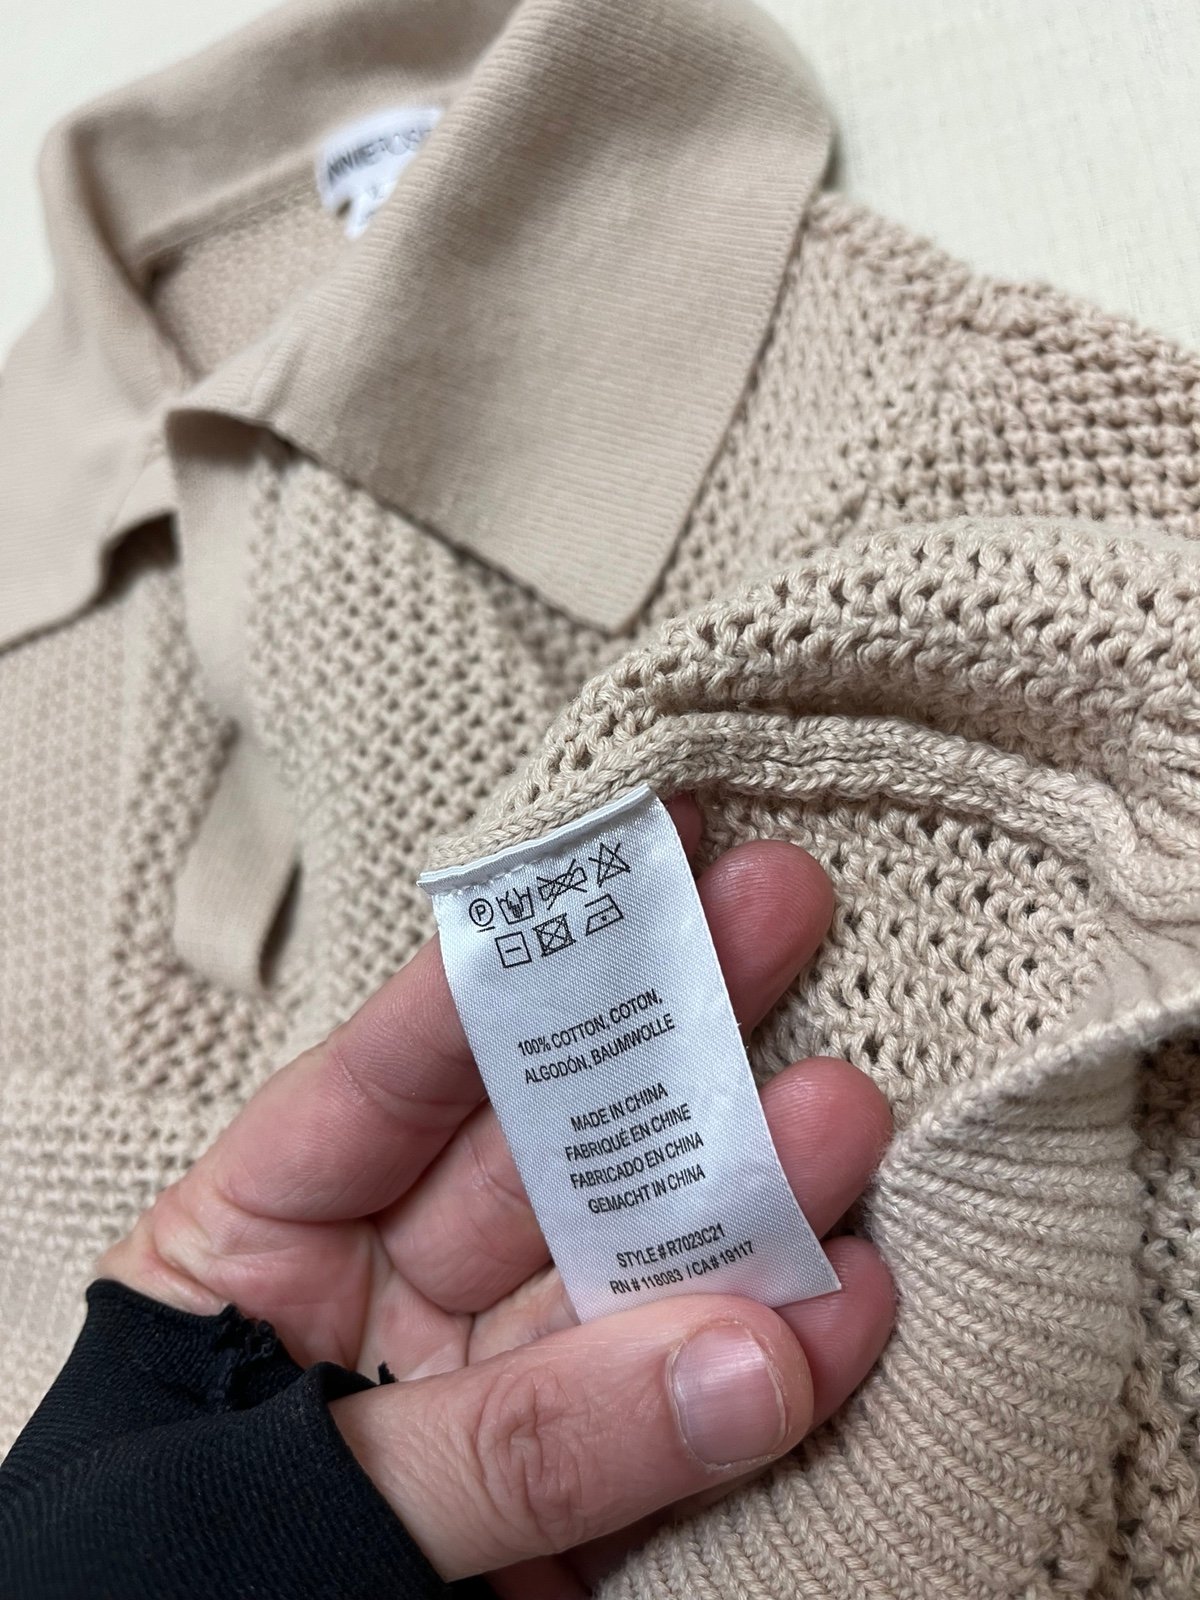 P
100% COTTON, COTON,
ALGODÓN, BAUMWOLLE
MADE IN CHINA
FABRIQUÉ EN CHINE
FABRICADO EN CHINA
GEMACHT IN CHINA
STYLE# R7023C21
RN# 118083 / CA# 19117